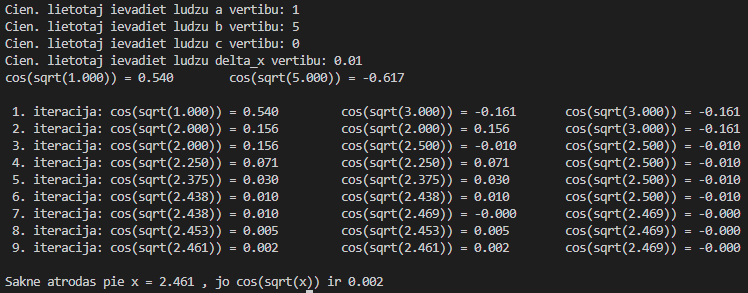 Cien. lietotaj ievadiet ludzu a vertibu: 1
Cien. lietotaj ievadiet ludzu b vertibu: 5
Cien. lietotaj ievadiet ludzu c vertibu: 0
Cien. lietotaj ievadiet ludzu delta_x vertibu: 0.01
cos(sqrt(1.000)) = 0.540 cos(sqrt(5.000)) = -0.617
1. iteracija: cos(sqrt(1.000)) = 0.540 cos(sqrt(3.000)) = -0.161 cos(sqrt(3.000)) = -0.161
2. iteracija: cos(sqrt(2.000)) = 0.156 cos(sqrt(2.000)) = 0.156 cos(sqrt(3.000)) = -0.161
3. iteracija: cos(sqrt(2.000)) = 0.156 cos(sqrt(2.500)) = -0.010 cos(sqrt(2.500)) = -0.010
4. iteracija: cos(sqrt(2.250)) = 0.071 cos(sqrt(2.250)) = 0.071 cos(sqrt(2.500)) = -0.010
5. iteracija: cos(sqrt(2.375)) = 0.030 cos(sqrt(2.375)) = 0.030 cos(sqrt(2.500)) = -0.010
6. iteracija: cos(sqrt(2.438)) = 0.010 cos(sqrt(2.438)) = 0.010 cos(sqrt(2.500)) = -0.010
7. iteracija: cos(sqrt(2.438)) = 0.010 cos(sqrt(2.469)) = -0.000 cos(sqrt(2.469)) = -0.000
8. iteracija: cos(sqrt(2.453)) = 0.005 cos(sqrt(2.453)) = 0.005 cos(sqrt(2.469)) = -0.000
9. iteracija: cos(sqrt(2.461)) = 0.002 cos(sqrt(2.461)) = 0.002 cos(sqrt(2.469)) = -0.000
Sakne atrodas pie x = 2.461 , jo cos(sqrt(x)) ir 0.002